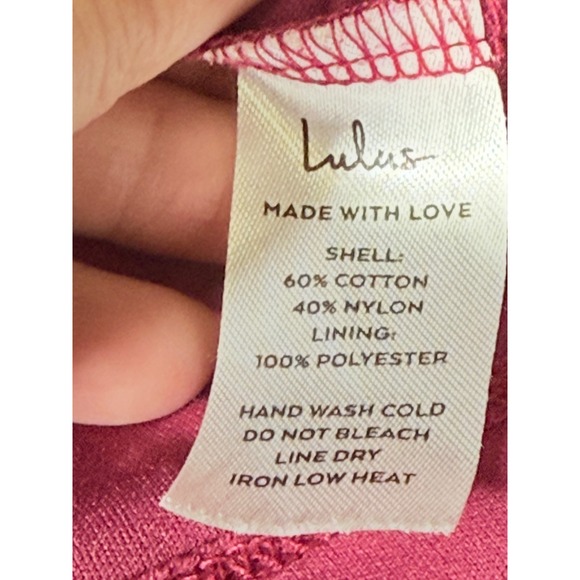 Lulus
MADE WITH LOVE
SHELL:
60% COTTON
40% NYLON
LINING:
100% POLYESTER
HAND WASH COLD
DO NOT BLEACH
LINE DRY
IRON LOW HEAT